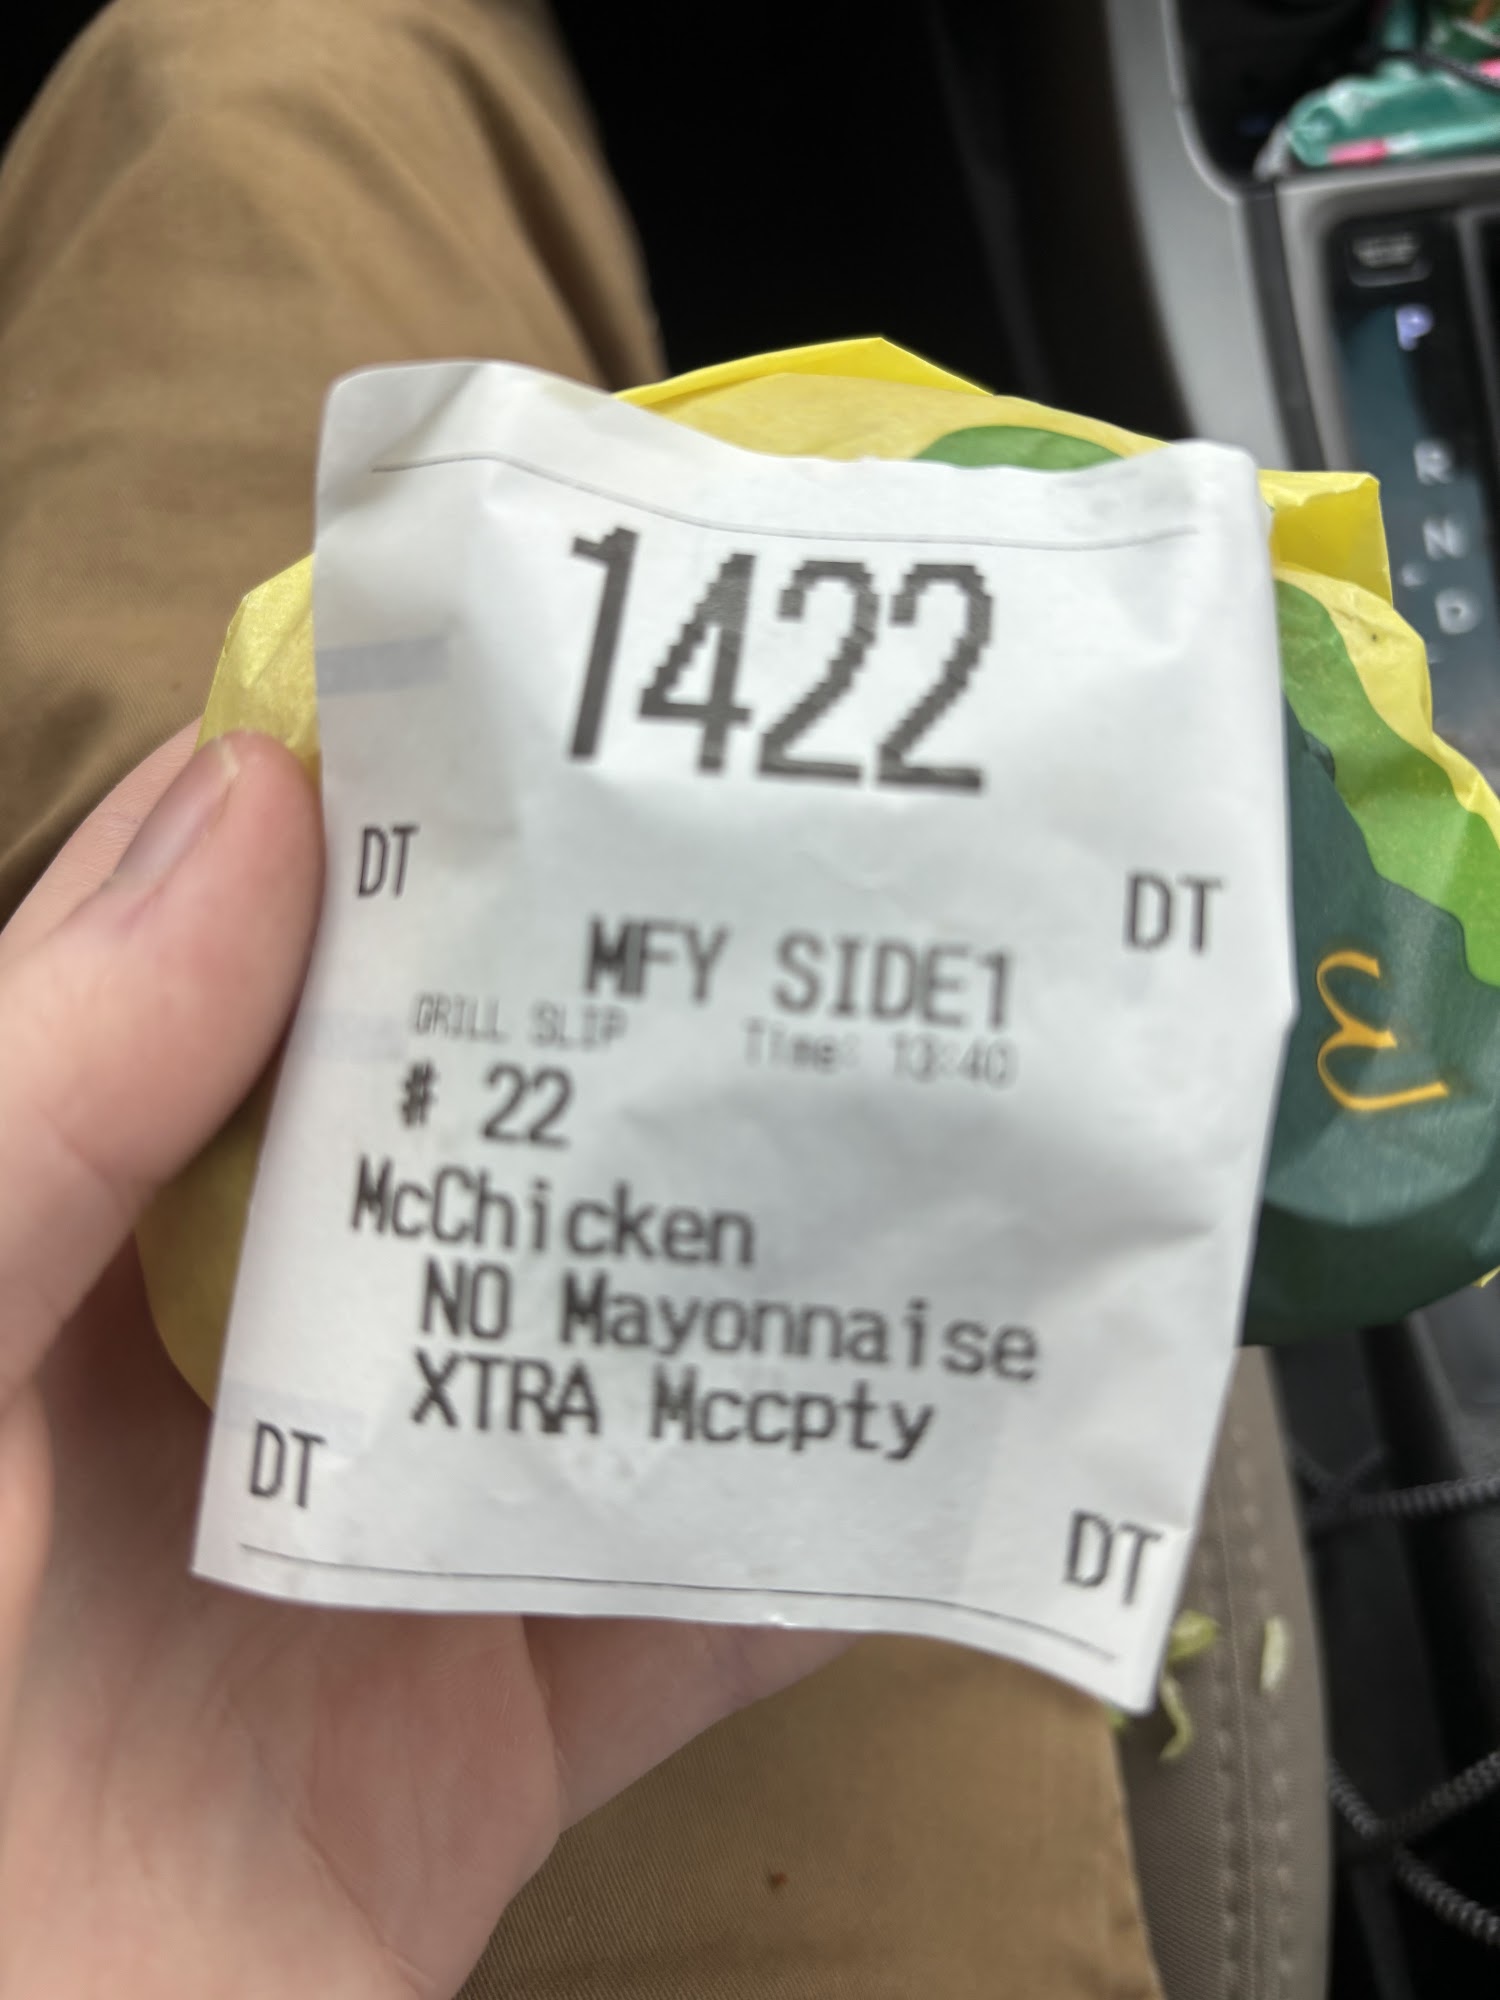 1422
DT DT
MFY SIDE1
GRILL SLIP Time: 13:40
# 22
McChicken
NO Mayonnaise
XTRA Mccpty
DT DT
P
R
N
D